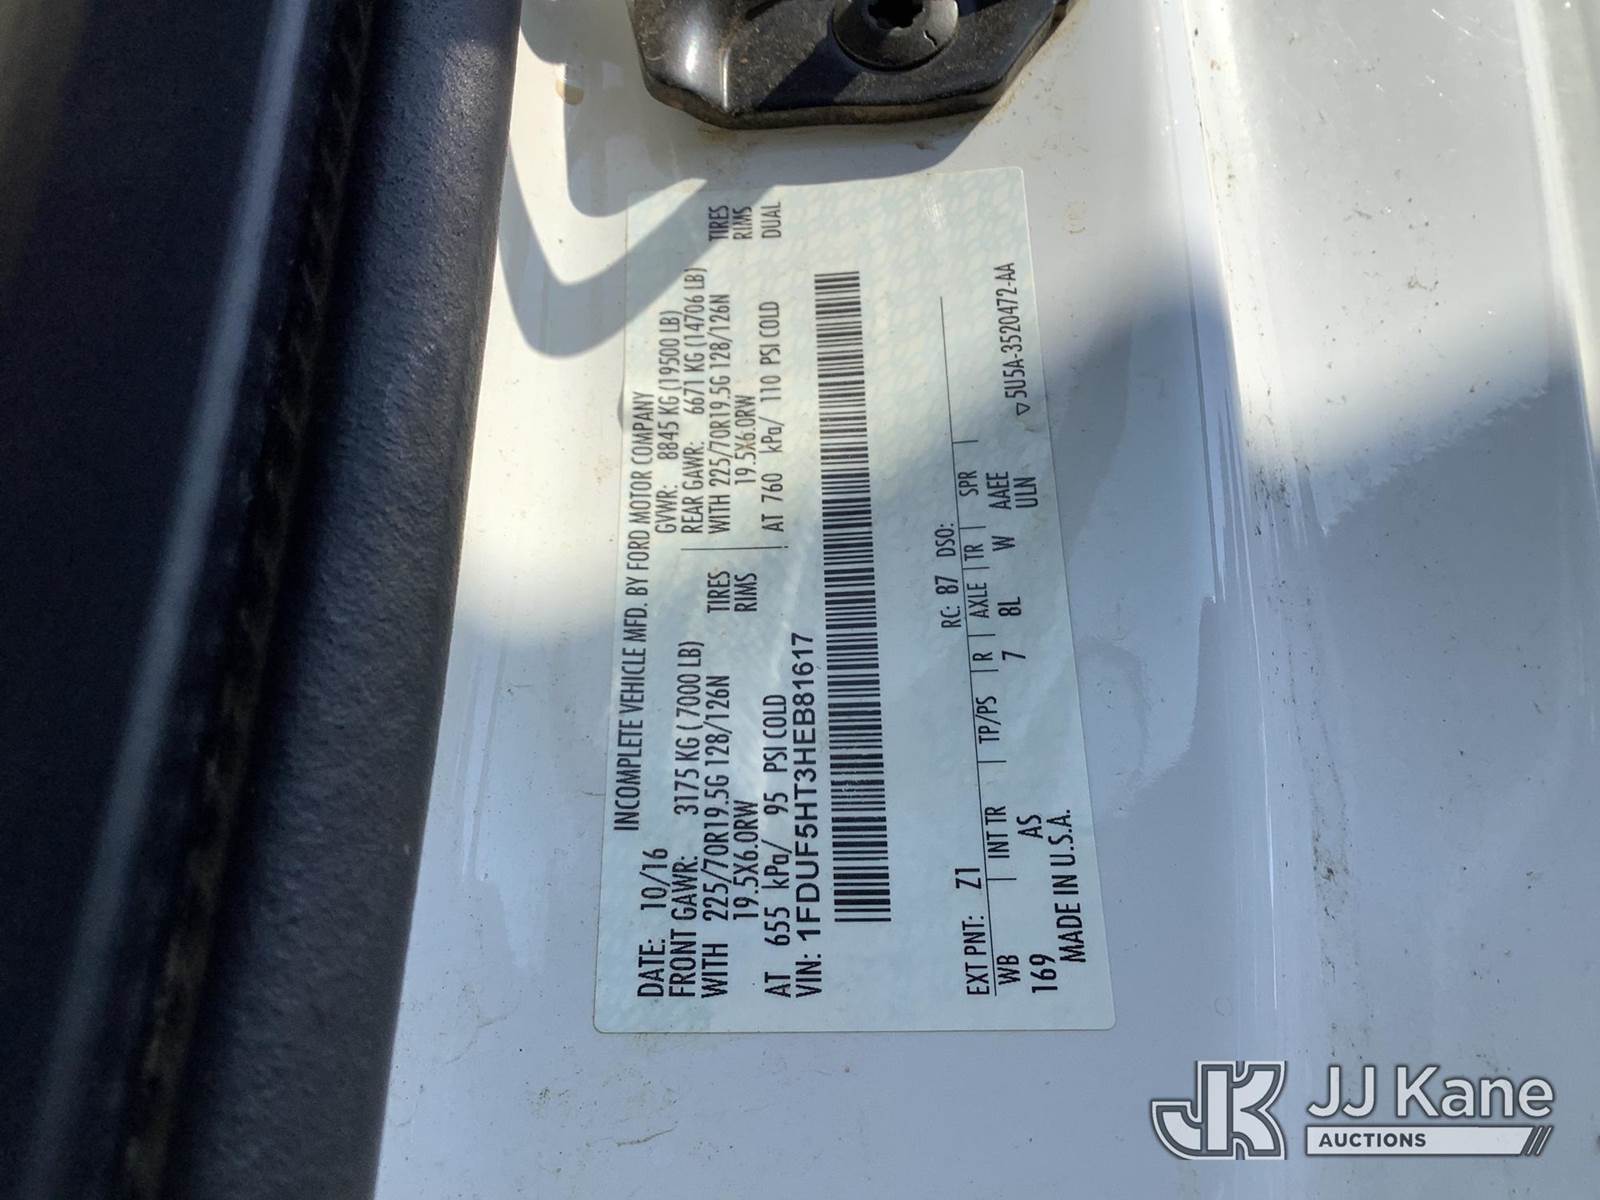 INCOMPLETE VEHICLE MFD. BY FORD MOTOR COMPANY
DATE: 10/16 GVWR: 8845 KG (19500 LB)
FRONT GAWR: 3175 KG ( 7000 LB) REAR GAWR: 6671 KG (14706 LB)
WITH 225/70R19.5G 128/126N TIRES WITH 225/70R19.5G 128/126N TIRES
19.5X6.0RW RIMS 19.5X6.0RW RIMS
AT 655 kPa/ 95 PSI COLD AT 760 kPa/ 110 PSI COLD DUAL
VIN: 1FDUF5HT3HEB81617
EXT PNT: Z1 RC: 87 DSO:
WB INT TR TP/PS R AXLE TR SPR
169 AS 7 8L W AAEE
MADE IN U.S.A. ULN
▽5U5A-3520472-AA
JK JJ Kane
AUCTIONS